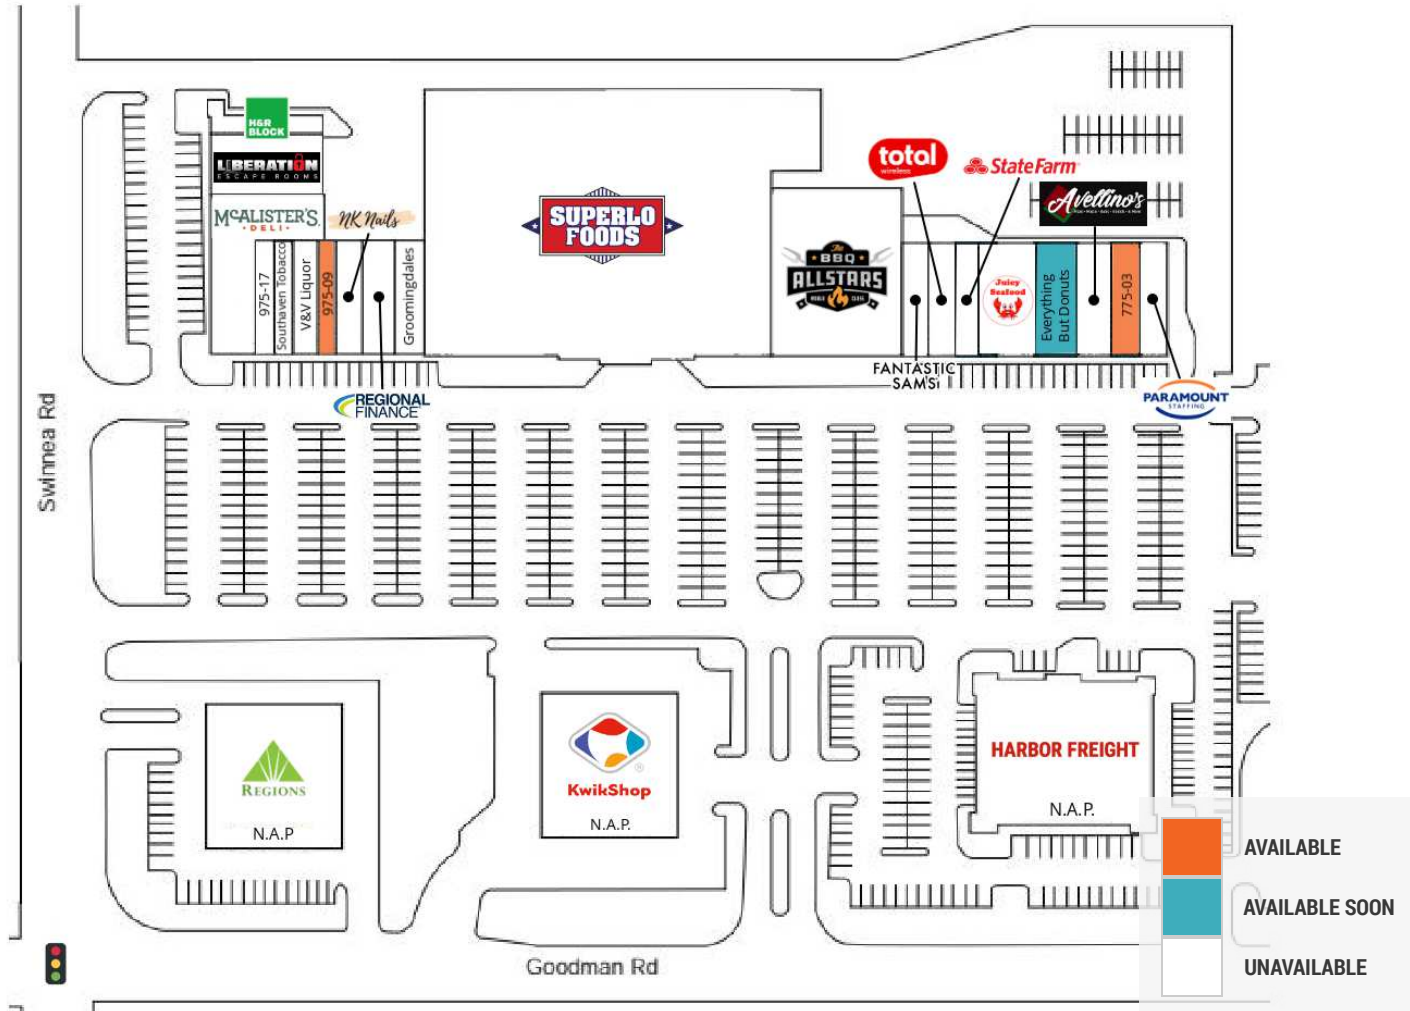 H&R
BLOCK
LIBERATION
ESCAPE ROOMS
McALISTER'S
• DELI •
NK Nails
975-17
Southaven Tobacco
V&V Liquor
975-09
Groomingdales
REGIONAL
FINANCE
SUPERLO
FOODS
The
BBQ
ALLSTARS
total
wireless
StateFarm
Avellino's
Juicy
Seafood
Everything
But Donuts
775-03
FANTASTIC
SAMS
PARAMOUNT
STAFFING
Swinnea Rd
REGIONS
N.A.P
KwikShop
®
N.A.P.
HARBOR FREIGHT
N.A.P.
AVAILABLE
AVAILABLE SOON
UNAVAILABLE
Goodman Rd